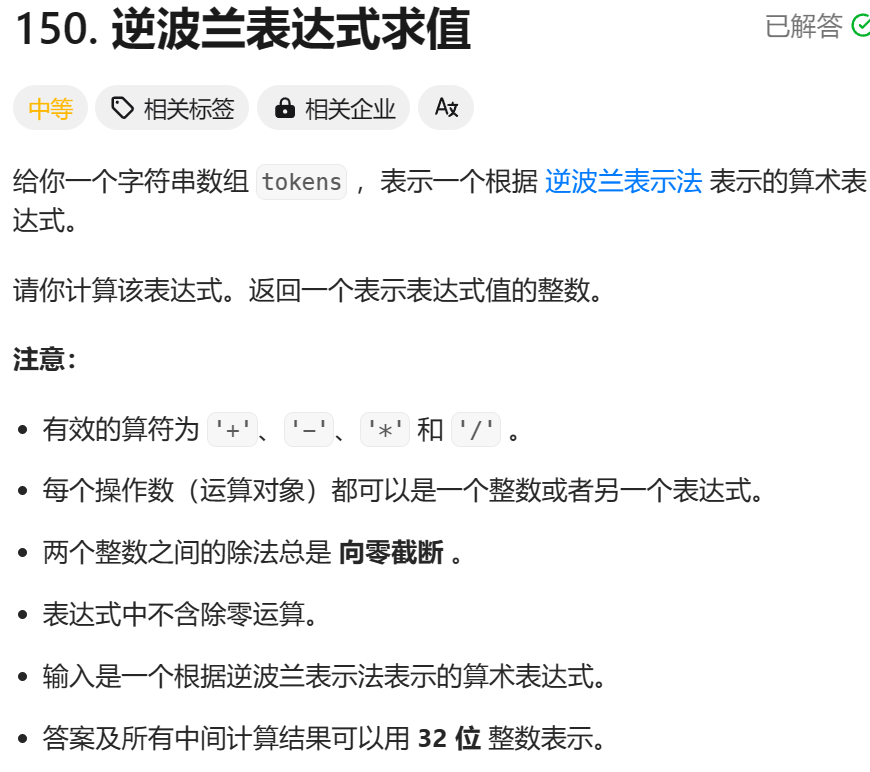 150. 逆波兰表达式求值
已解答
中等
相关标签
相关企业
给你一个字符串数组 tokens ，表示一个根据 逆波兰表示法 表示的算术表
达式。
请你计算该表达式。返回一个表示表达式值的整数。
注意：
有效的算符为 '+'、'-'、'*' 和 '/' 。
每个操作数（运算对象）都可以是一个整数或者另一个表达式。
两个整数之间的除法总是 向零截断 。
表达式中不含除零运算。
输入是一个根据逆波兰表示法表示的算术表达式。
答案及所有中间计算结果可以用 32 位 整数表示。